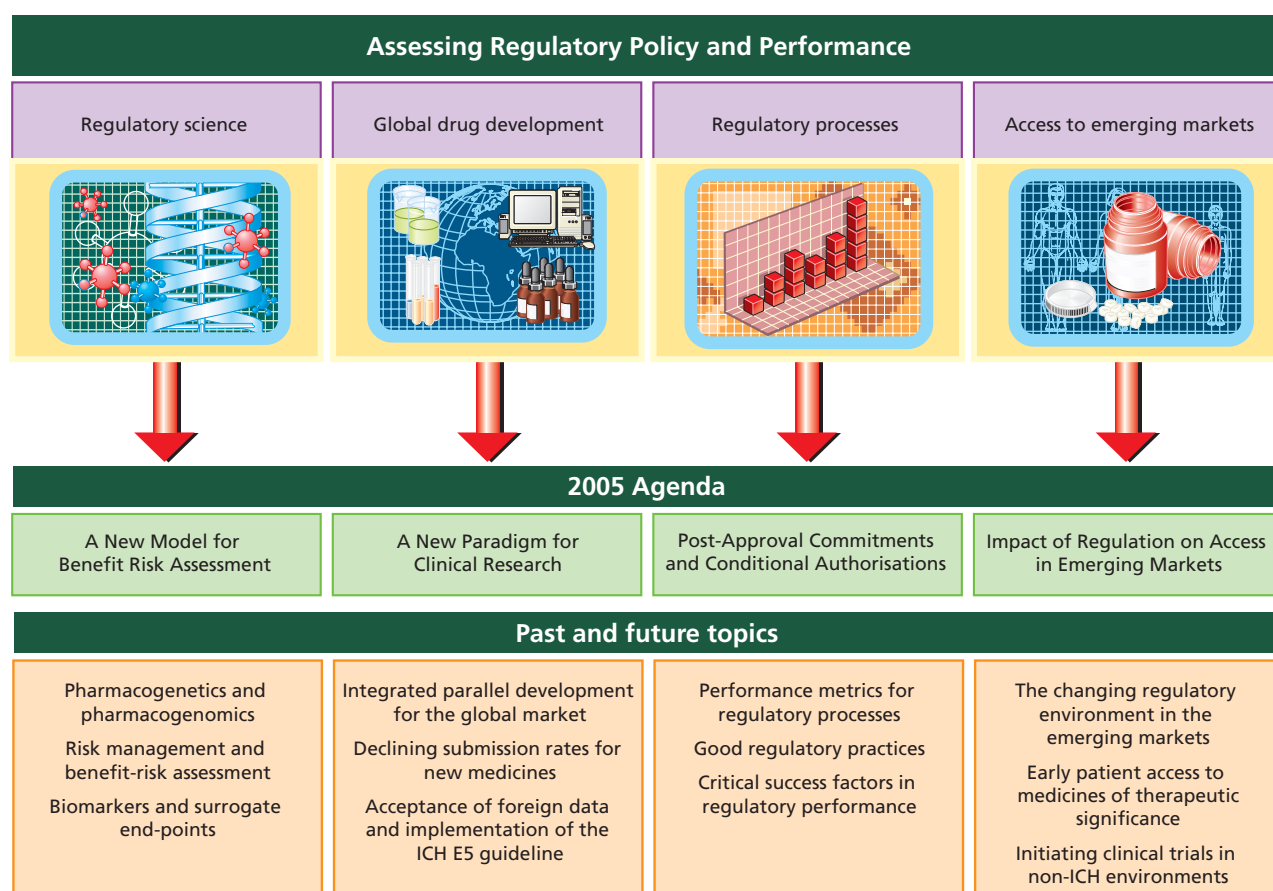 Assessing Regulatory Policy and Performance
Regulatory science
Global drug development
Regulatory processes
Access to emerging markets
2005 Agenda
A New Model for
Benefit Risk Assessment
A New Paradigm for
Clinical Research
Post-Approval Commitments
and Conditional Authorisations
Impact of Regulation on Access
in Emerging Markets
Past and future topics
Pharmacogenetics and
pharmacogenomics
Risk management and
benefit-risk assessment
Biomarkers and surrogate
end-points
Integrated parallel development
for the global market
Declining submission rates for
new medicines
Acceptance of foreign data
and implementation of the
ICH E5 guideline
Performance metrics for
regulatory processes
Good regulatory practices
Critical success factors in
regulatory performance
The changing regulatory
environment in the
emerging markets
Early patient access to
medicines of therapeutic
significance
Initiating clinical trials in
non-ICH environments